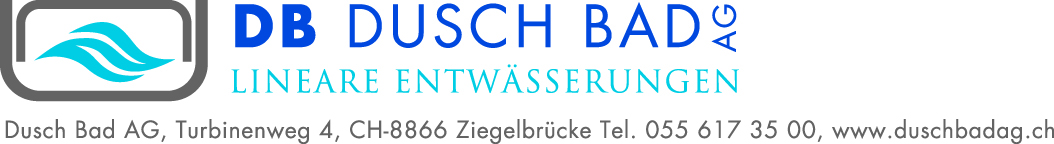 DB DUSCH BAD AG
LINEARE ENTWÄSSERUNGEN
Dusch Bad AG, Turbinenweg 4, CH-8866 Ziegelbrücke Tel. 055 617 35 00, www.duschbadag.ch